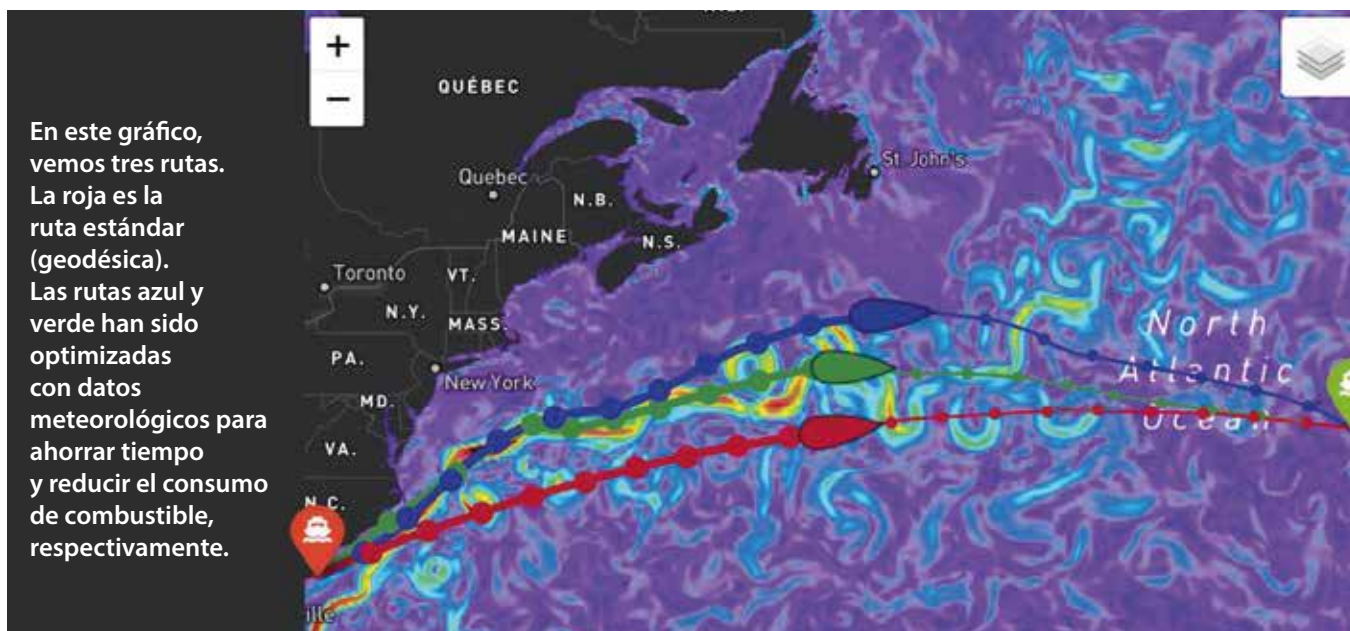 En este gráfico,
vemos tres rutas.
La roja es la
ruta estándar
(geodésica).
Las rutas azul y
verde han sido
optimizadas
con datos
meteorológicos para
ahorrar tiempo
y reducir el consumo
de combustible,
respectivamente.
+
−
QUÉBEC
St. John's
Quebec
N.B.
MAINE
N.S.
Toronto
VT.
N.Y.
MASS.
North
PA.
Atlantic
New York
MD.
Ocean
VA.
N.C.
ille